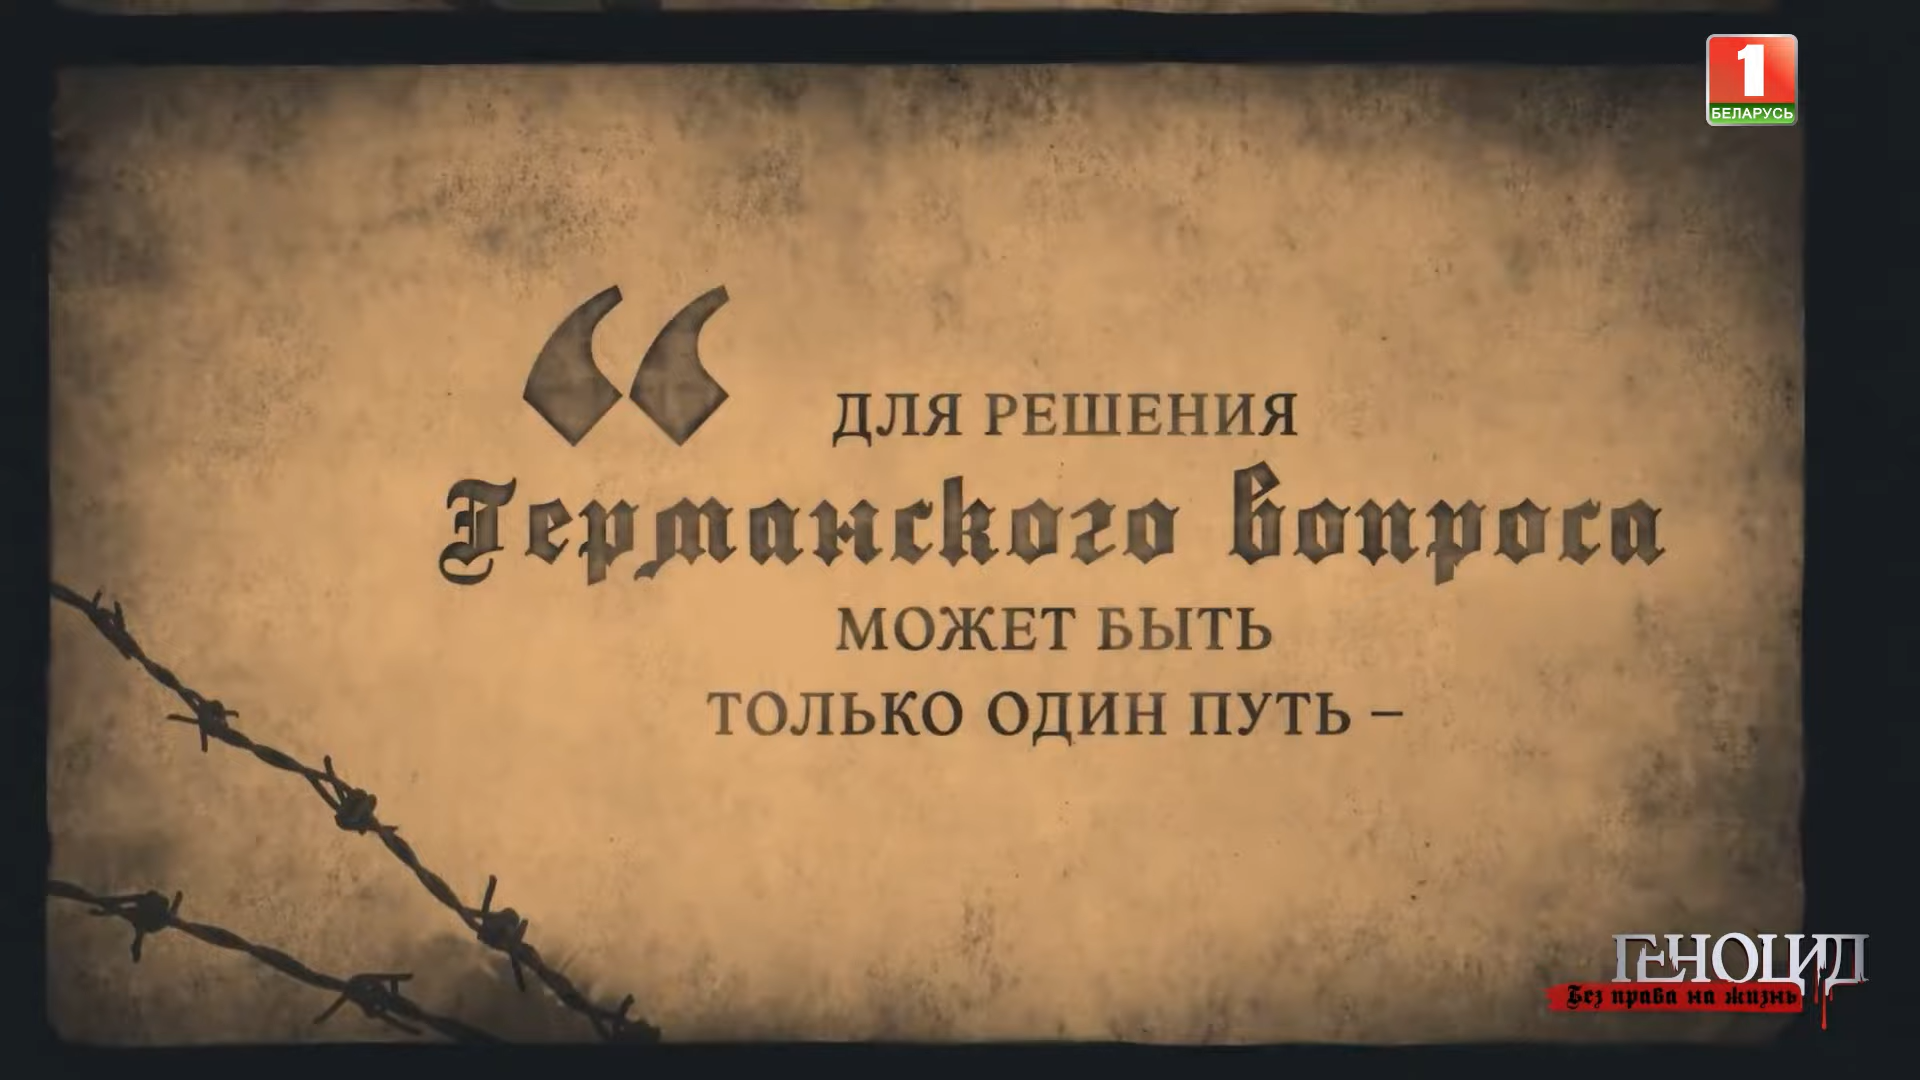 1
БЕЛАРУСЬ
“ ДЛЯ РЕШЕНИЯ
Германского вопроса
МОЖЕТ БЫТЬ
ТОЛЬКО ОДИН ПУТЬ –
ГЕНОЦИД
Без права на жизнь